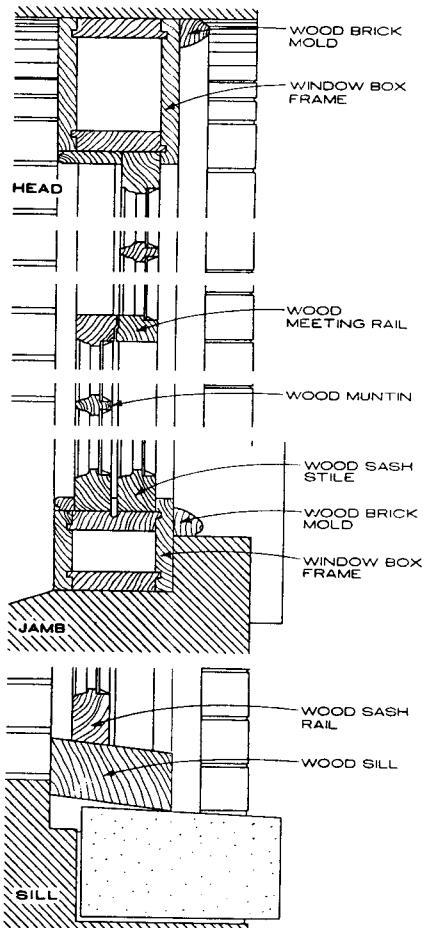 WOOD BRICK
MOLD
WINDOW BOX
FRAME
HEAD
WOOD
MEETING RAIL
WOOD MUNTIN
WOOD SASH
STILE
WOOD BRICK
MOLD
WINDOW BOX
FRAME
JAMB
WOOD SASH
RAIL
WOOD SILL
SILL